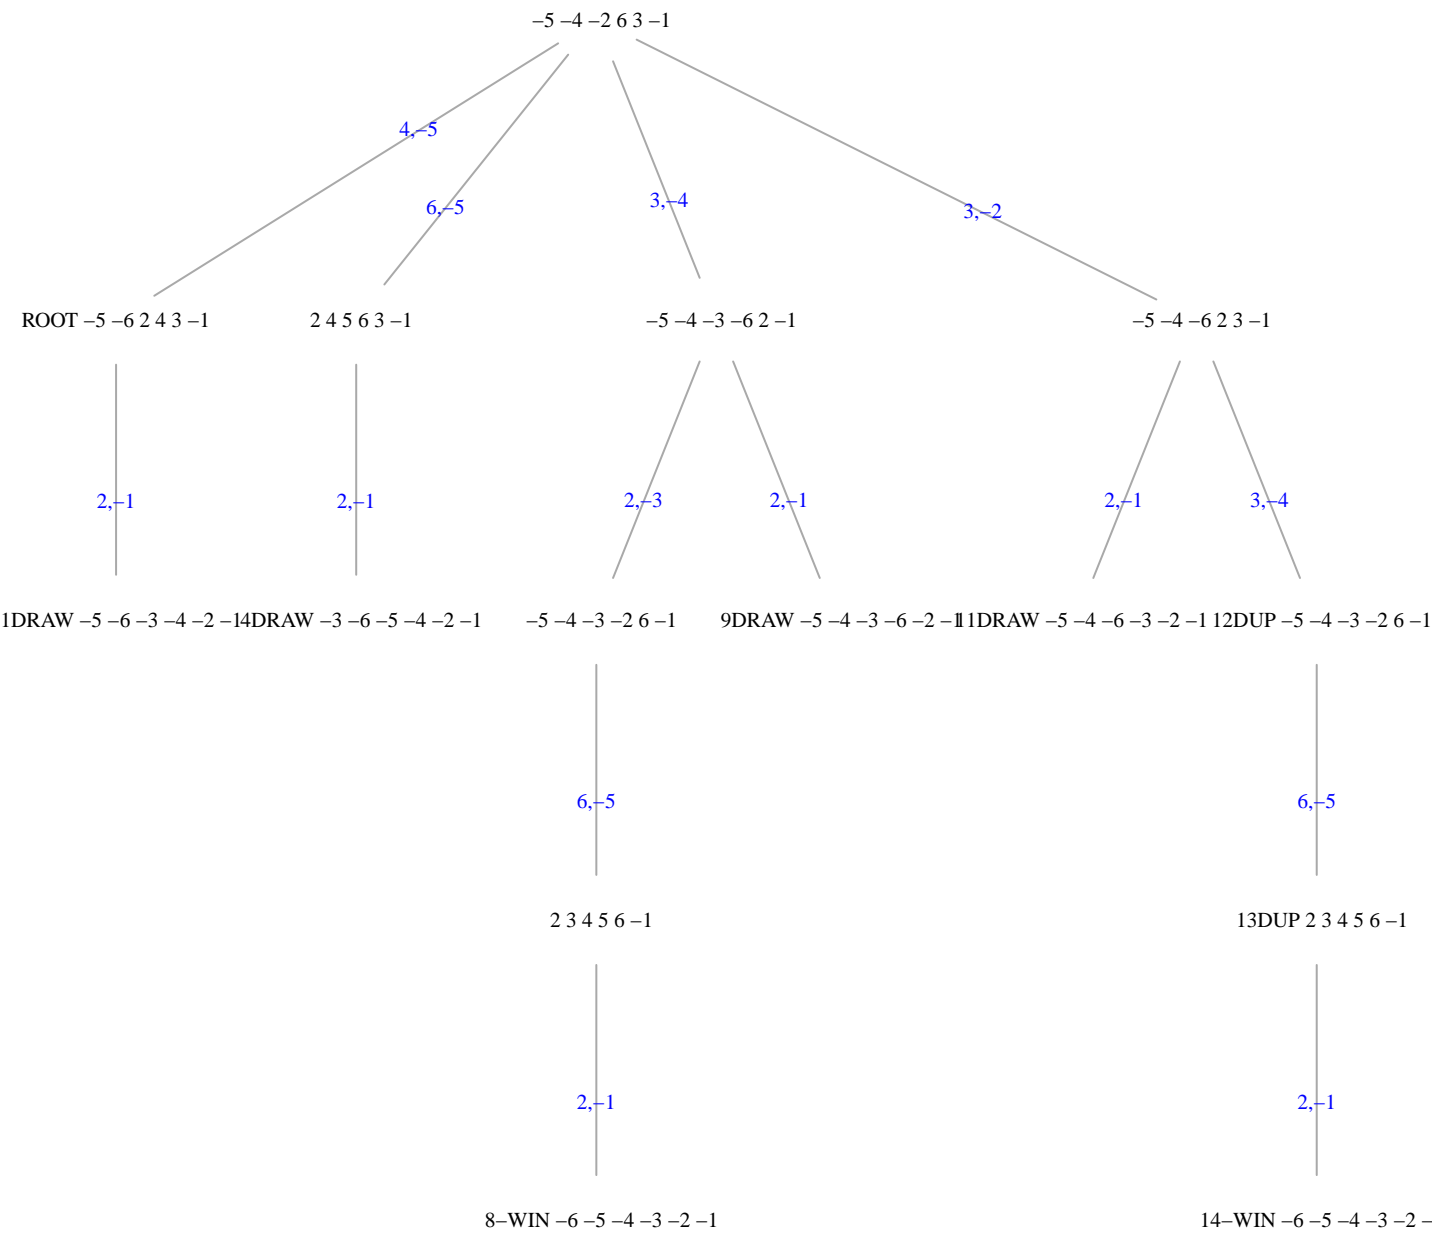 –5 –4 –2 6 3 –1
4,–5
6,–5
3,–4
3,–2
ROOT –5 –6 2 4 3 –1
2 4 5 6 3 –1
–5 –4 –3 –6 2 –1
–5 –4 –6 2 3 –1
2,–1
2,–1
2,–3
2,–1
2,–1
3,–4
1DRAW –5 –6 –3 –4 –2 –1
4DRAW –3 –6 –5 –4 –2 –1
–5 –4 –3 –2 6 –1
9DRAW –5 –4 –3 –6 –2 –1
11DRAW –5 –4 –6 –3 –2 –1
12DUP –5 –4 –3 –2 6 –1
6,–5
6,–5
2 3 4 5 6 –1
13DUP 2 3 4 5 6 –1
2,–1
2,–1
8–WIN –6 –5 –4 –3 –2 –1
14–WIN –6 –5 –4 –3 –2 –